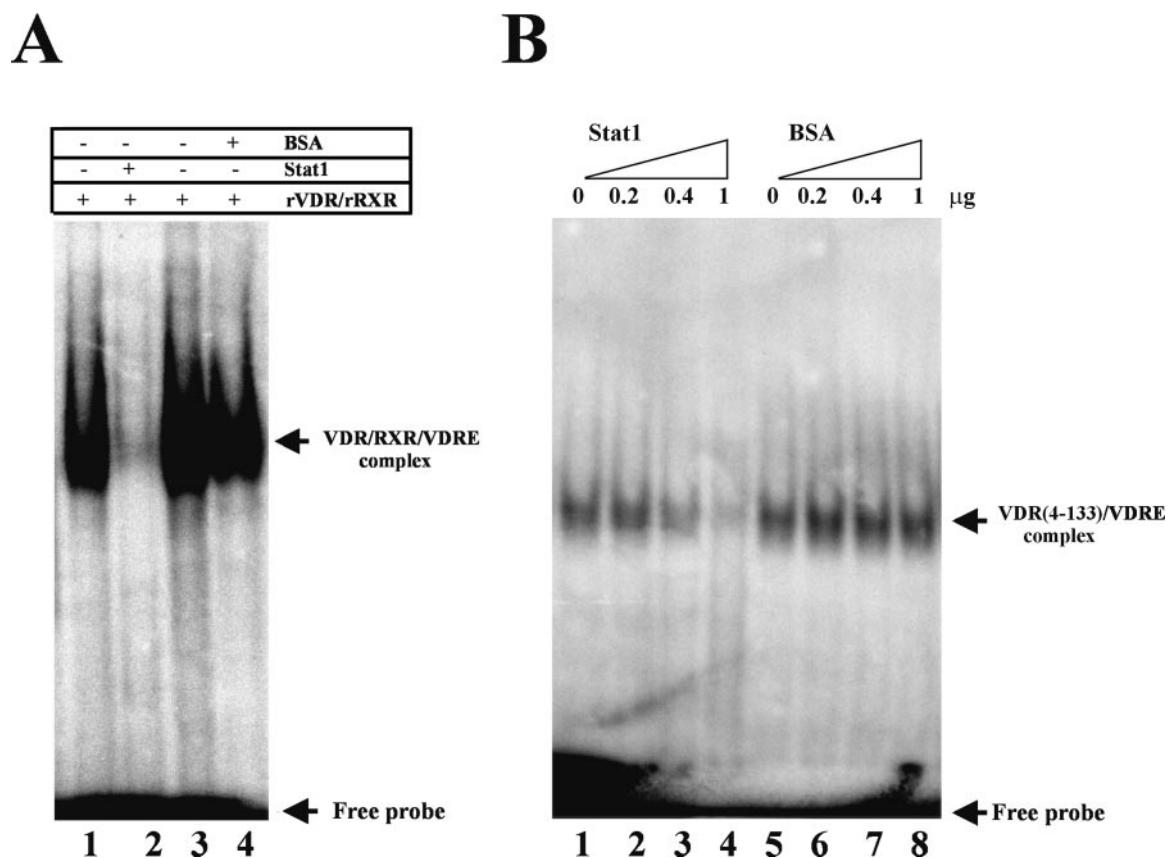 A
- - - + BSA
- + - - Stat1
+ + + + rVDR/rRXR
VDR/RXR/VDRE
complex
Free probe
1 2 3 4
B
Stat1 BSA
0 0.2 0.4 1 0 0.2 0.4 1 µg
VDR(4-133)/VDRE
complex
Free probe
1 2 3 4 5 6 7 8